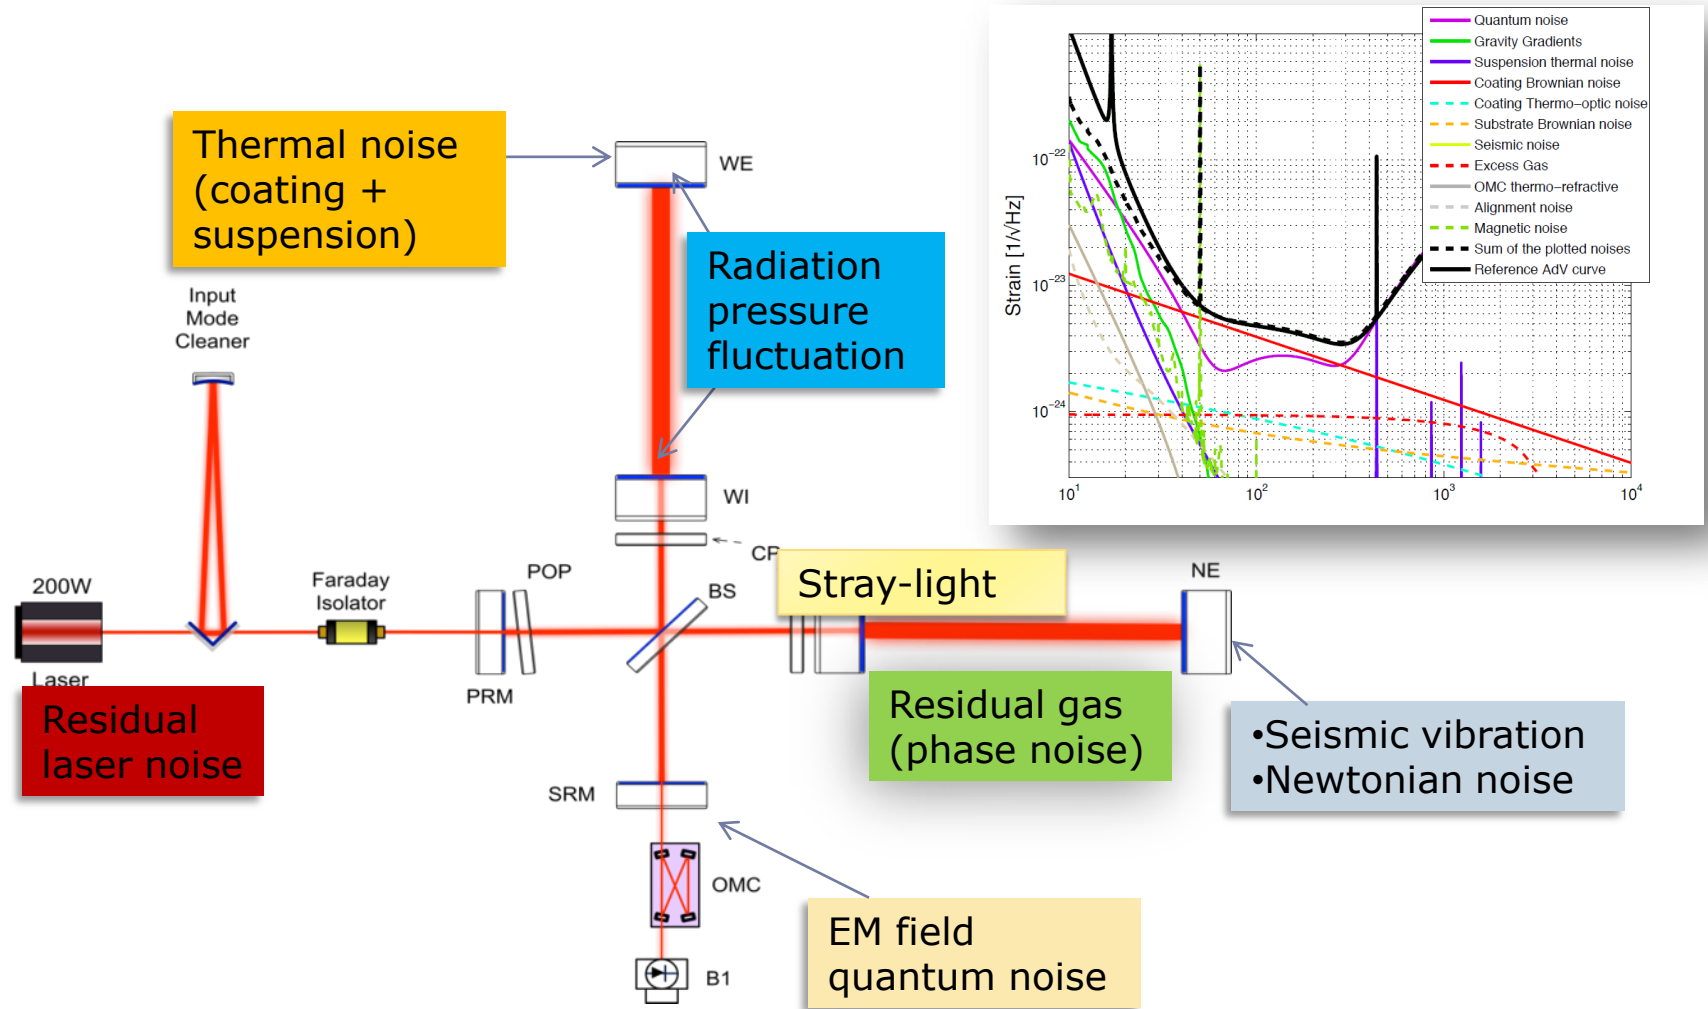 Thermal noise
(coating +
suspension)
WE
Radiation
pressure
fluctuation
Input
Mode
Cleaner
WI
CP
200W
Laser
Faraday
Isolator
POP
BS
Stray-light
NE
PRM
Residual
laser noise
Residual gas
(phase noise)
•Seismic vibration
•Newtonian noise
SRM
OMC
EM field
quantum noise
B1
Quantum noise
Gravity Gradients
Suspension thermal noise
Coating Brownian noise
Coating Thermo−optic noise
Substrate Brownian noise
Seismic noise
Excess Gas
OMC thermo−refractive
Alignment noise
Magnetic noise
Sum of the plotted noises
Reference AdV curve
Strain [1/√Hz]
10−22
10−23
10−24
10¹ 10² 10³ 10⁴